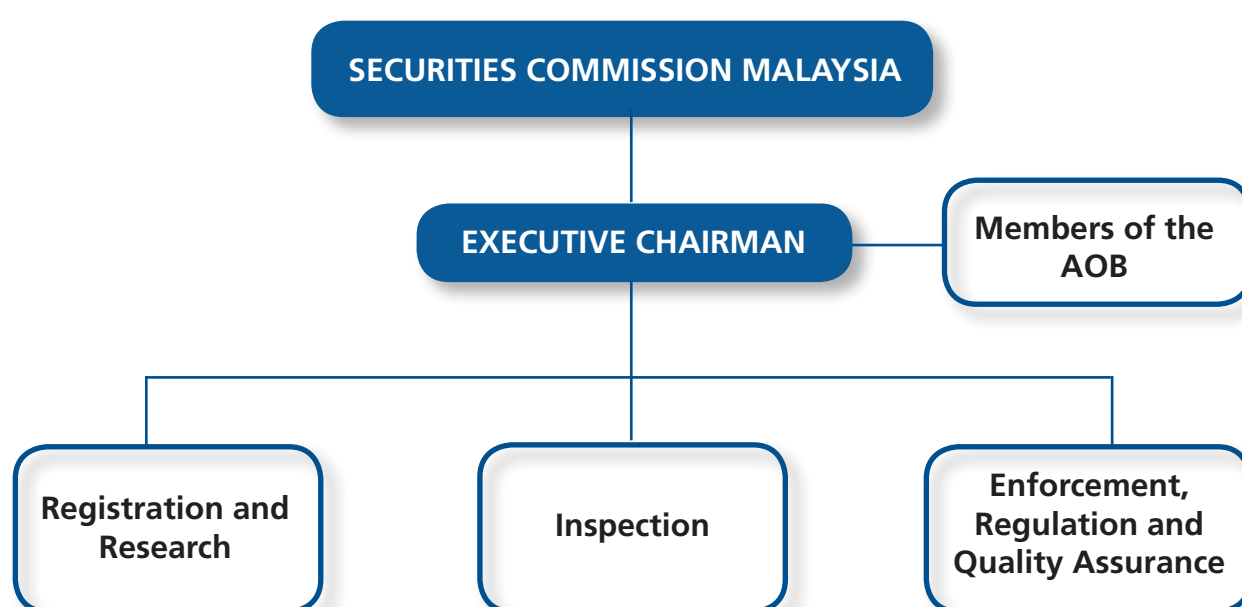 SECURITIES COMMISSION MALAYSIA
EXECUTIVE CHAIRMAN
Members of the
AOB
Registration and
Research
Inspection
Enforcement,
Regulation and
Quality Assurance